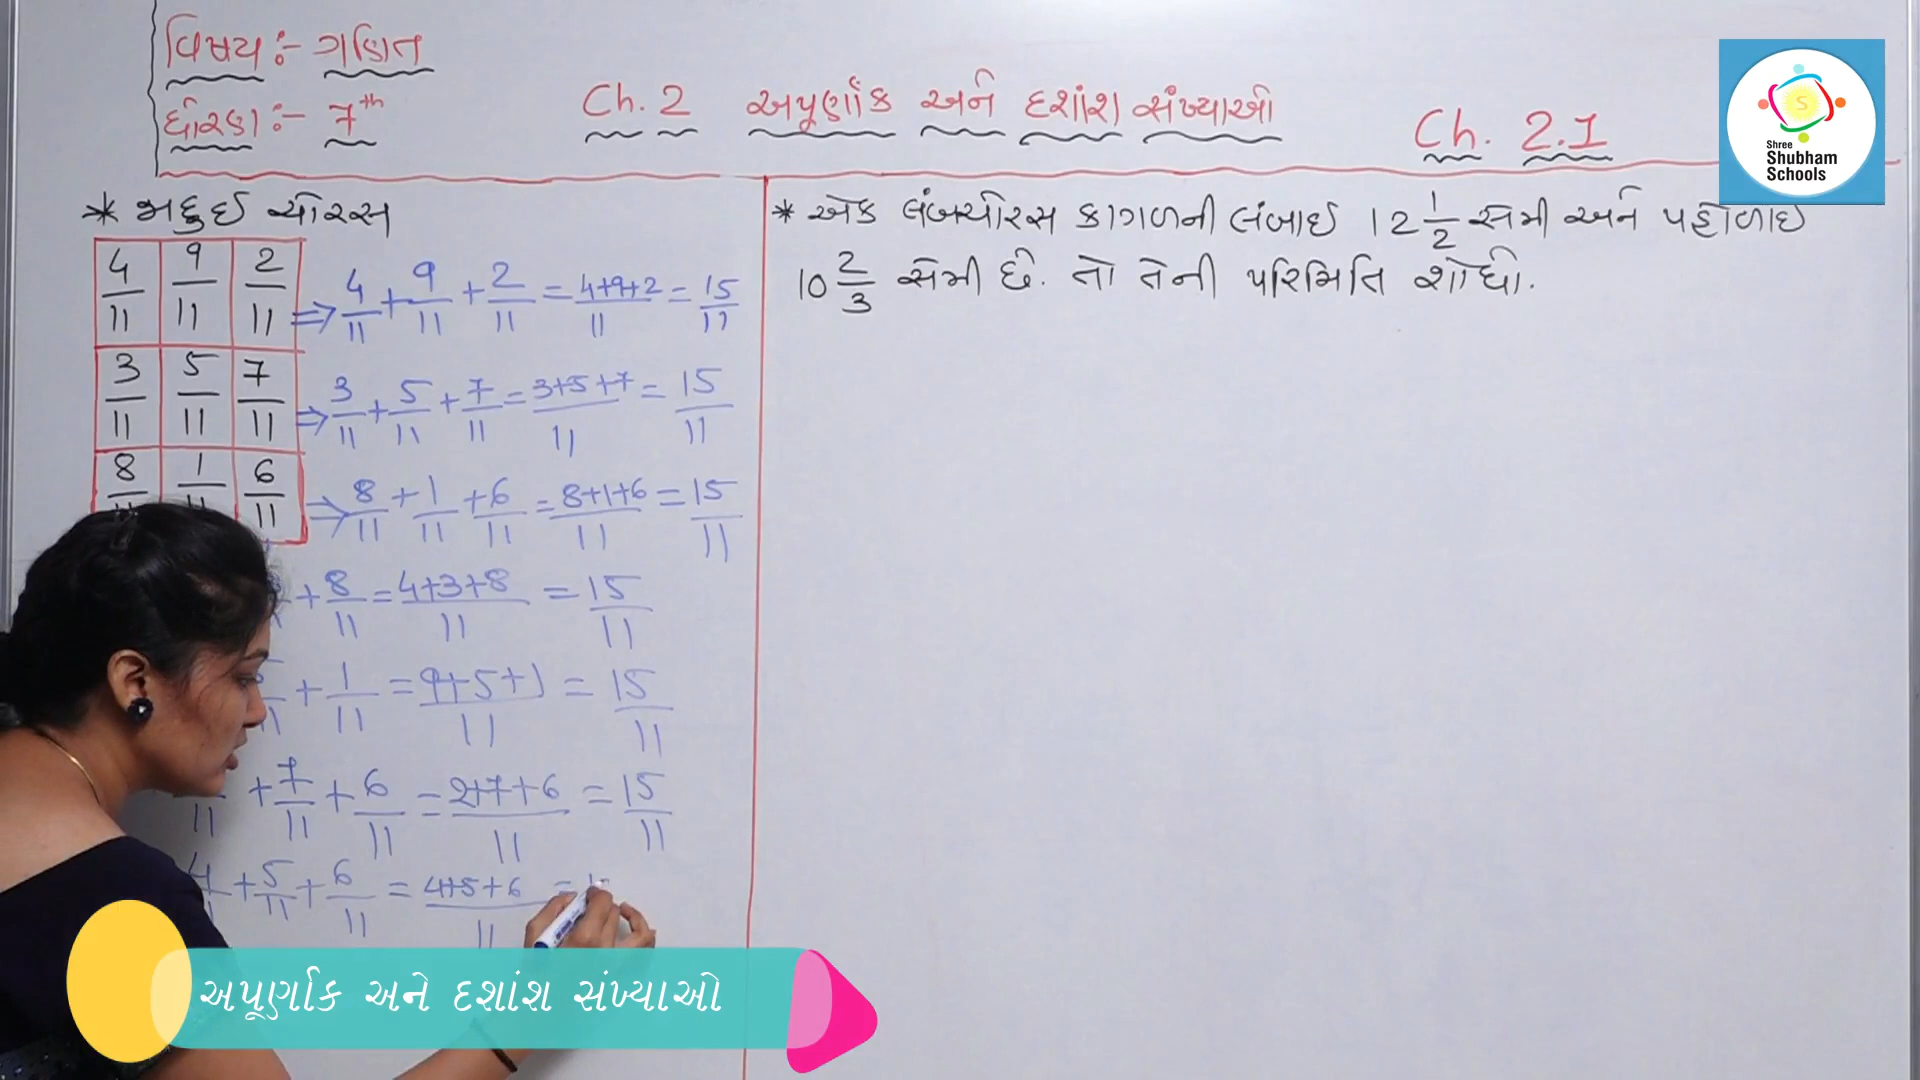 વિષય :- ગણિત
ધોરણ :- 7th
Ch. 2 અપૂર્ણાંક અને દશાંશ સંખ્યાઓ
Ch. 2.1
Shree
Shubham
Schools
* જાદુઈ ચોરસ
4/11 9/11 2/11 ⇒ 4/11 + 9/11 + 2/11 = 4+9+2/11 = 15/11
3/11 5/11 7/11 ⇒ 3/11 + 5/11 + 7/11 = 3+5+7/11 = 15/11
8/11 1/11 6/11 ⇒ 8/11 + 1/11 + 6/11 = 8+1+6/11 = 15/11
+ 8/11 = 4+3+8/11 = 15/11
+ 1/11 = 9+5+1/11 = 15/11
+ 7/11 + 6/11 = 2+7+6/11 = 15/11
4/11 + 5/11 + 6/11 = 4+5+6/11 =
* એક લંબચોરસ કાગળની લંબાઈ 12 1/2 સેમી અને પહોળાઈ
10 2/3 સેમી છે. તો તેની પરિમિતિ શોધો.
અપૂર્ણાંક અને દશાંશ સંખ્યાઓ